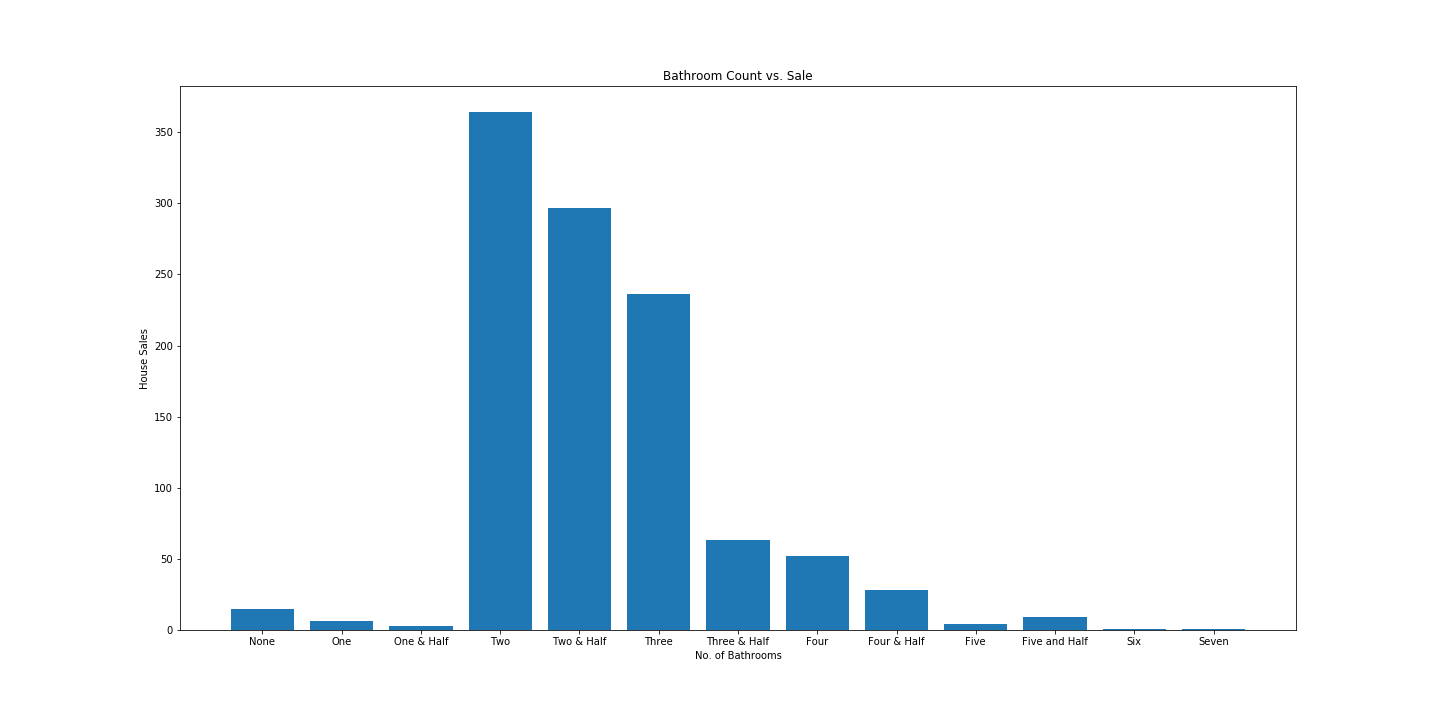 Bathroom Count vs. Sale
350
300
250
200
150
100
50
0
House Sales
None One One & Half Two Two & Half Three Three & Half Four Four & Half Five Five and Half Six Seven
No. of Bathrooms